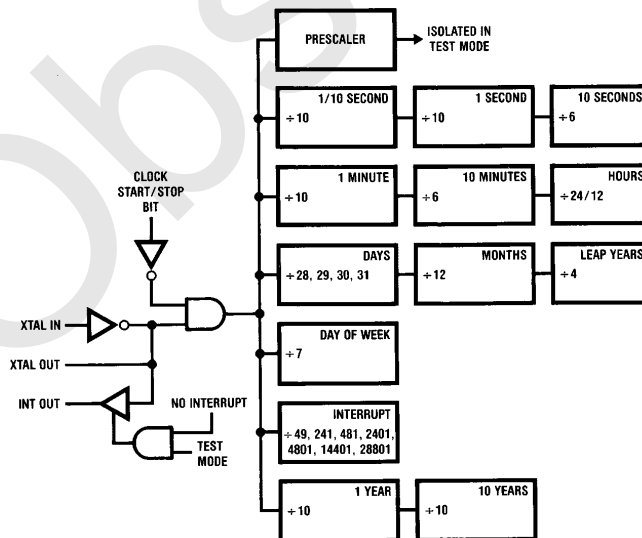 PRESCALER
ISOLATED IN
TEST MODE
1/10 SECOND
÷10
1 SECOND
÷10
10 SECONDS
÷6
1 MINUTE
÷10
10 MINUTES
÷6
HOURS
÷24/12
CLOCK
START/STOP
BIT
DAYS
÷28, 29, 30, 31
MONTHS
÷12
LEAP YEARS
÷4
XTAL IN
XTAL OUT
INT OUT
NO INTERRUPT
TEST
MODE
DAY OF WEEK
÷7
INTERRUPT
÷49, 241, 481, 2401,
4801, 14401, 28801
1 YEAR
÷10
10 YEARS
÷10
Obs